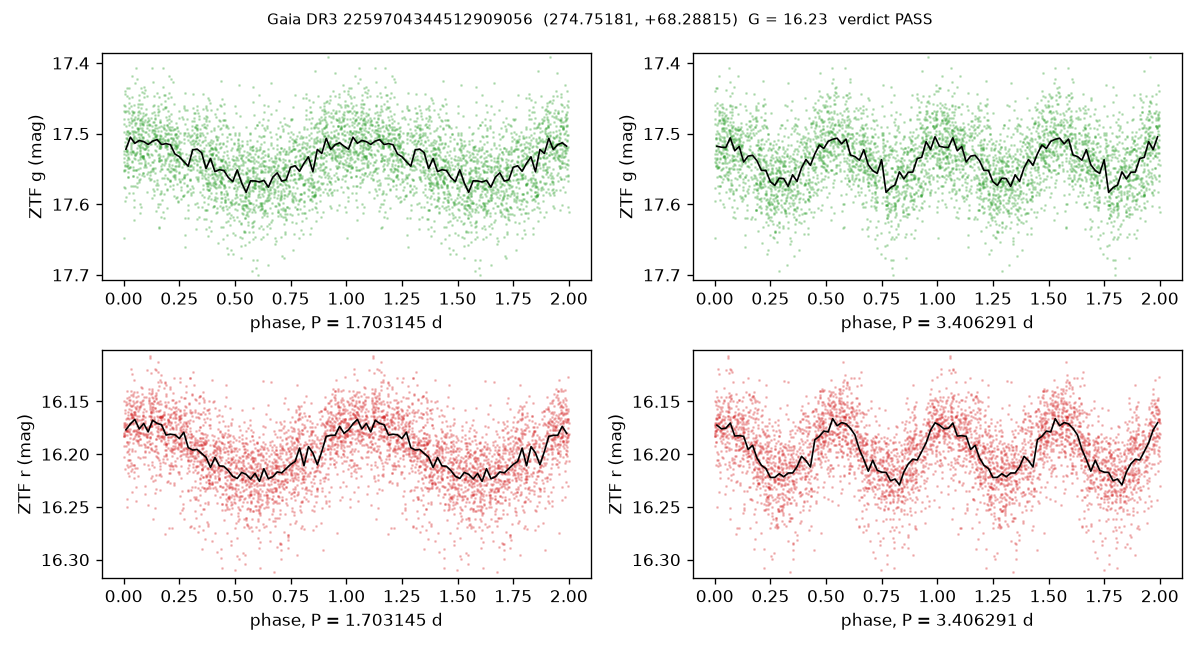 Gaia DR3 2259704344512909056 (274.75181, +68.28815) G = 16.23 verdict PASS
ZTF g (mag)
17.4
17.5
17.6
17.7
0.00 0.25 0.50 0.75 1.00 1.25 1.50 1.75 2.00
phase, P = 1.703145 d
ZTF g (mag)
17.4
17.5
17.6
17.7
0.00 0.25 0.50 0.75 1.00 1.25 1.50 1.75 2.00
phase, P = 3.406291 d
ZTF r (mag)
16.15
16.20
16.25
16.30
0.00 0.25 0.50 0.75 1.00 1.25 1.50 1.75 2.00
phase, P = 1.703145 d
ZTF r (mag)
16.15
16.20
16.25
16.30
0.00 0.25 0.50 0.75 1.00 1.25 1.50 1.75 2.00
phase, P = 3.406291 d